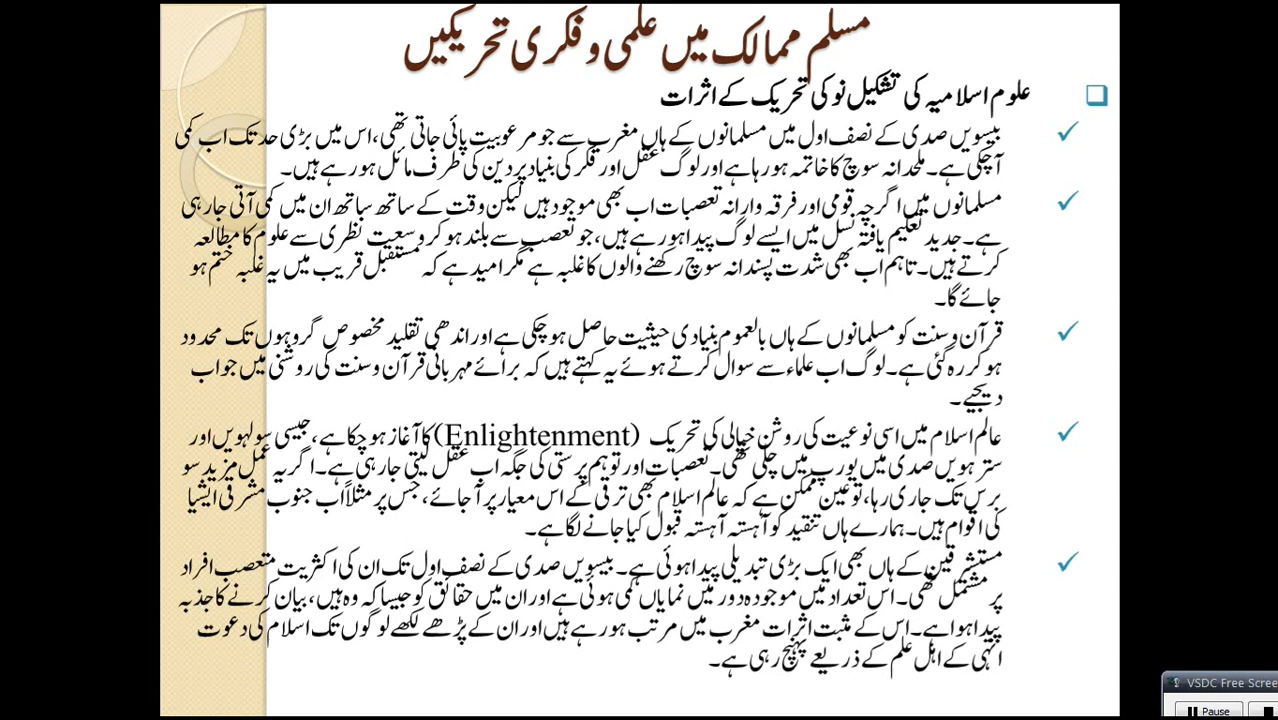 مسلم ممالک میں علمی و فکری تحریکیں
علوم اسلامیہ کی تشکیل نو کی تحریک کے اثرات
بیسویں صدی کے نصف اول میں مسلمانوں کے ہاں مغرب سے جو مرعوبیت پائی جاتی تھی، اس میں بڑی حد تک اب کمی
آ چکی ہے۔ ملحدانہ سوچ کا خاتمہ ہو رہا ہے اور لوگ عقل اور فکر کی بنیاد پر دین کی طرف مائل ہو رہے ہیں۔
مسلمانوں میں اگرچہ قومی اور فرقہ وارانہ تعصبات اب بھی موجود ہیں لیکن وقت کے ساتھ ساتھ ان میں کمی آتی جا رہی
ہے۔ جدید تعلیم یافتہ نسل میں ایسے لوگ پیدا ہو رہے ہیں، جو تعصب سے بلند ہو کر وسعیت نظری سے علوم کا مطالعہ
کرتے ہیں۔ تاہم اب بھی شدت پسندانہ سوچ رکھنے والوں کا غلبہ ہے مگر امید ہے کہ مستقبل قریب میں یہ غلبہ ختم ہو
جائے گا۔
قرآن و سنت کو مسلمانوں کے ہاں بالعموم بنیادی حیثیت حاصل ہو چکی ہے اور اندھی تقلید مخصوص گروہوں تک محدود
ہو کر رہ گئی ہے۔ لوگ اب علماء سے سوال کرتے ہوئے یہ کہتے ہیں کہ برائے مہربانی قرآن و سنت کی روشنی میں جواب
دیجیے۔
عالم اسلام میں اسی نوعیت کی روشن خیالی کی تحریک (Enlightenment) کا آغاز ہو چکا ہے، جیسی سولہویں اور
سترہویں صدی میں یورپ میں چلی تھی۔ تعصبات اور توہم پرستی کی جگہ اب عقل لیتی جا رہی ہے۔ اگر یہ عمل مزید سو
برس تک جاری رہا، تو عین ممکن ہے کہ عالم اسلام بھی ترقی کے اس معیار پر آ جائے، جس پر مثلاً اب جنوب مشرقی ایشیا
کی اقوام ہیں۔ ہمارے ہاں تنقید کو آہستہ آہستہ قبول کیا جانے لگا ہے۔
مستشرقین کے ہاں بھی ایک بڑی تبدیلی پیدا ہوئی ہے۔ بیسویں صدی کے نصف اول تک ان کی اکثریت متعصب افراد
پر مشتمل تھی۔ اس تعداد میں موجودہ دور میں نمایاں کمی ہوئی ہے اور ان میں حقائق کو جیسا کہ وہ ہیں، بیان کرنے کا جذبہ
پیدا ہوا ہے۔ اس کے مثبت اثرات مغرب میں مرتب ہو رہے ہیں اور ان کے پڑھے لکھے لوگوں تک اسلام کی دعوت
انہی کے اہل علم کے ذریعے پہنچ رہی ہے۔
VSDC Free Scree
Pause